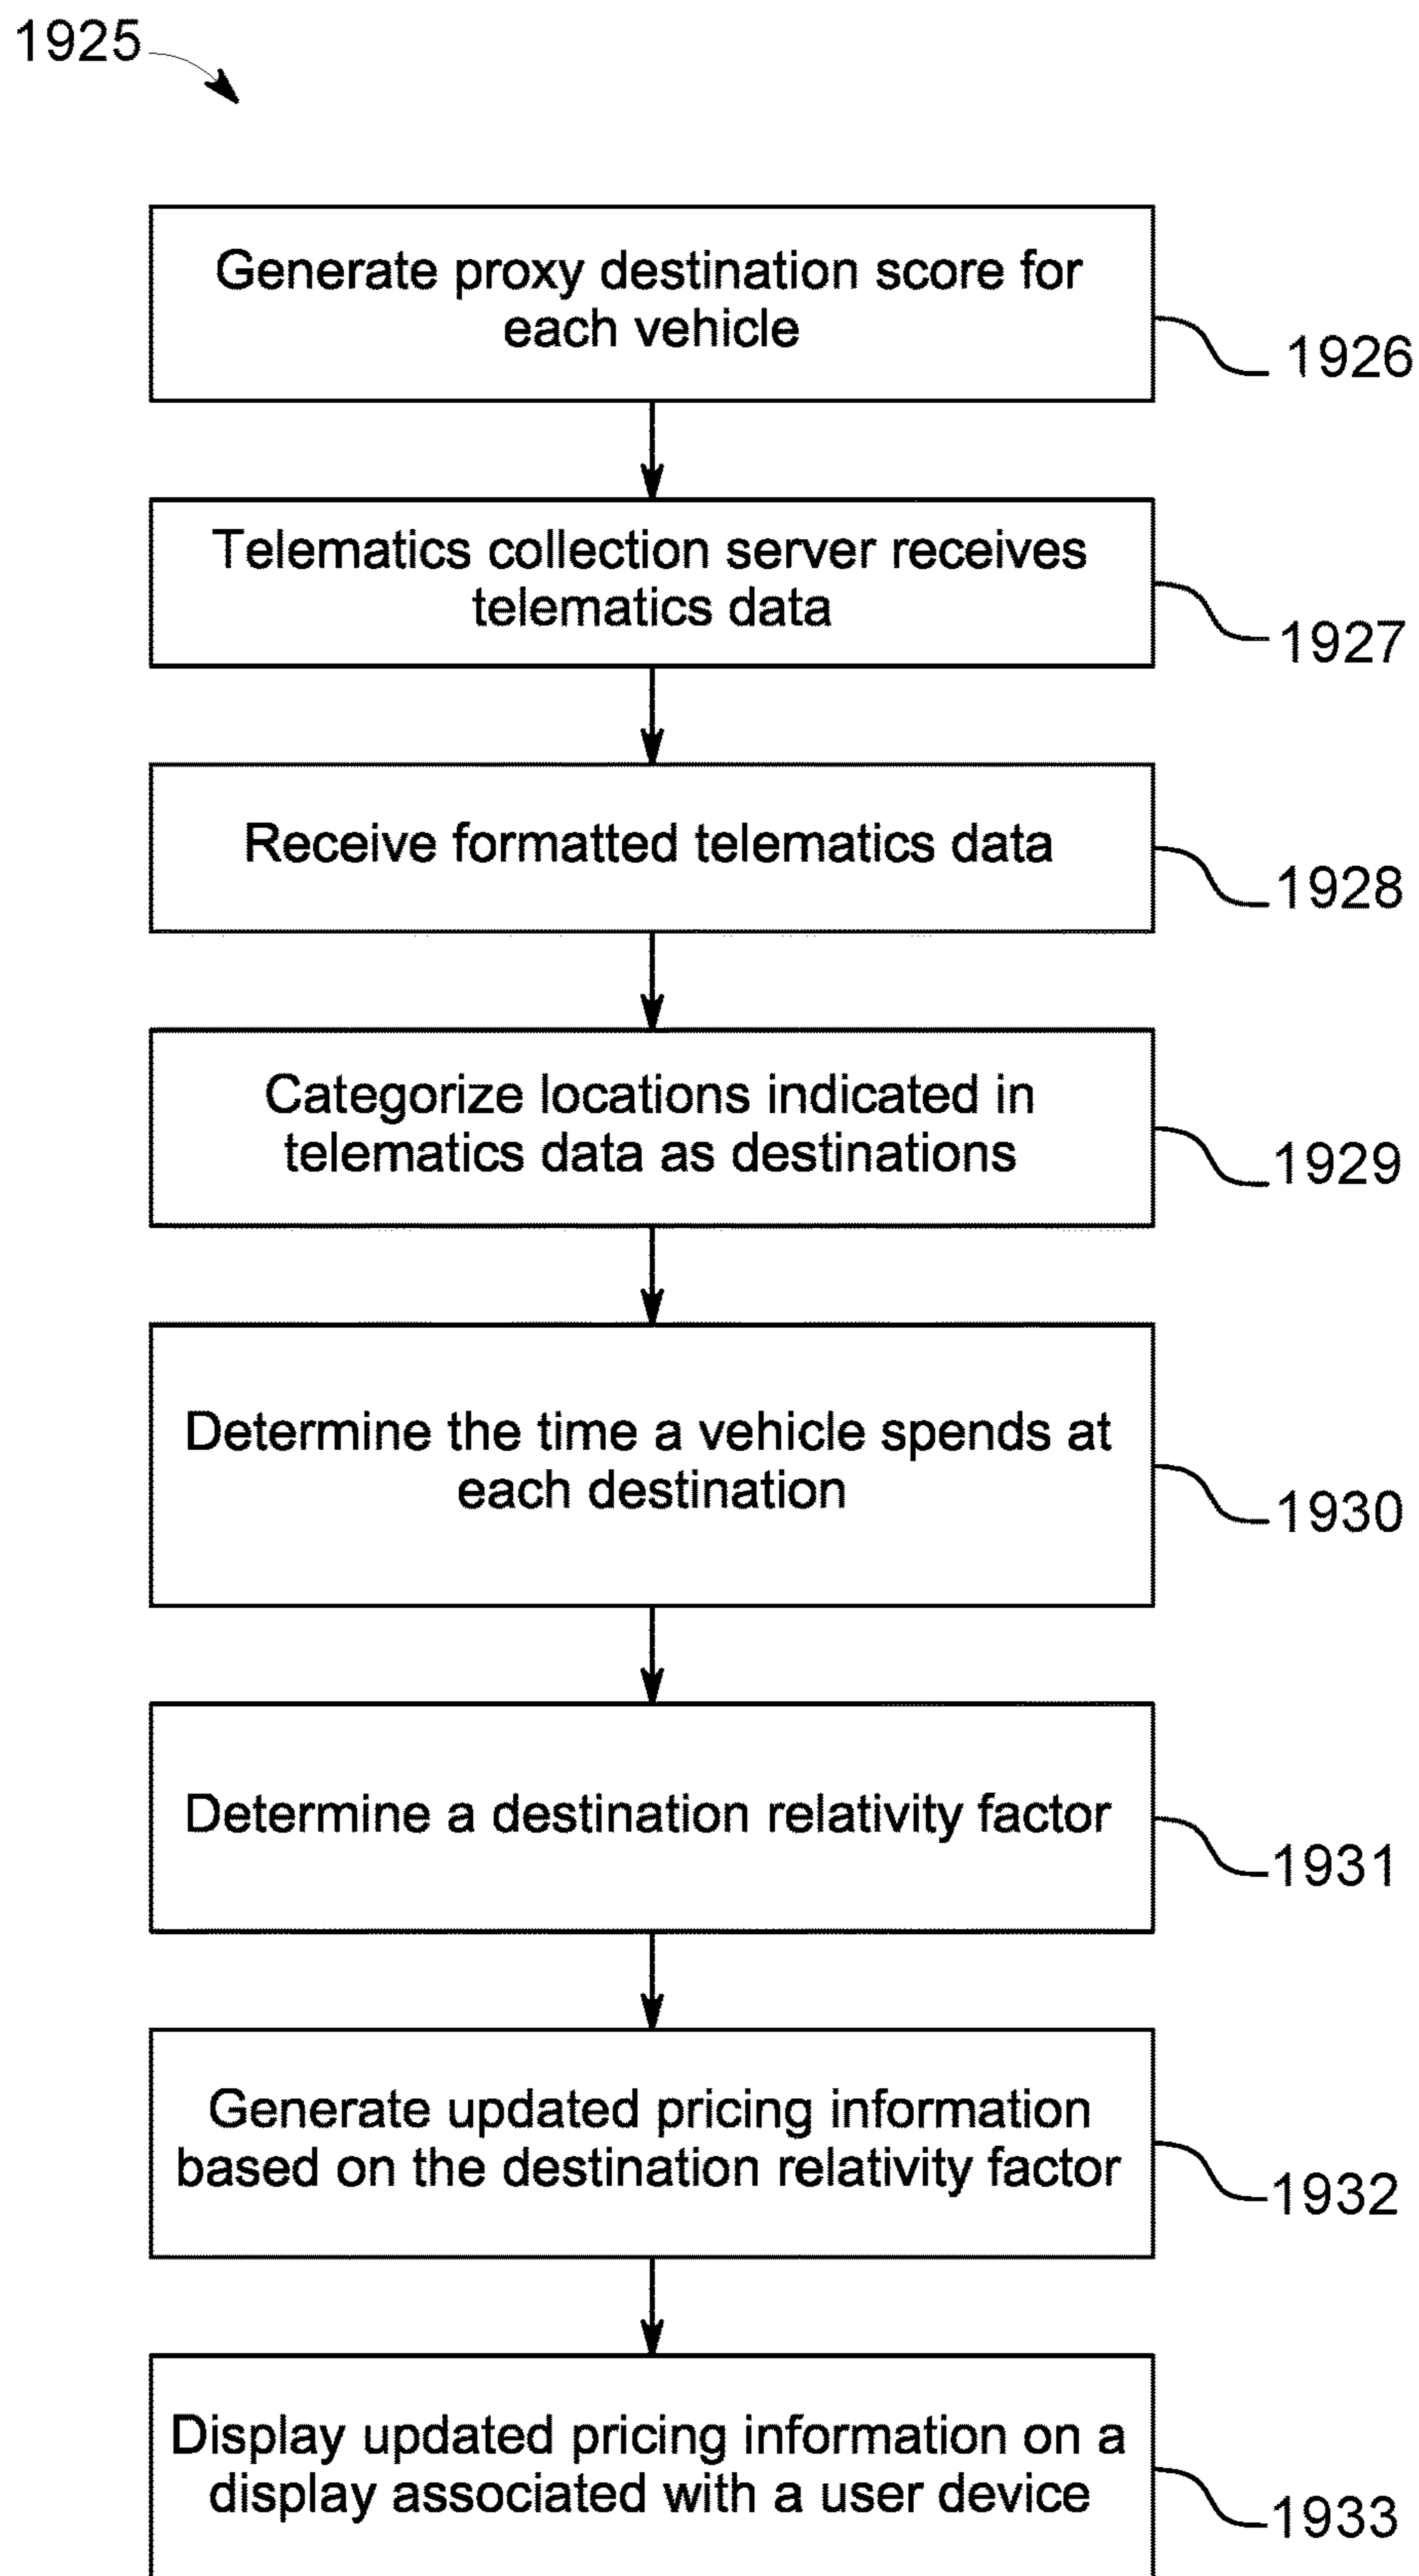 1925
Generate proxy destination score for
each vehicle
1926
Telematics collection server receives
telematics data
1927
Receive formatted telematics data
1928
Categorize locations indicated in
telematics data as destinations
1929
Determine the time a vehicle spends at
each destination
1930
Determine a destination relativity factor
1931
Generate updated pricing information
based on the destination relativity factor
1932
Display updated pricing information on a
display associated with a user device
1933